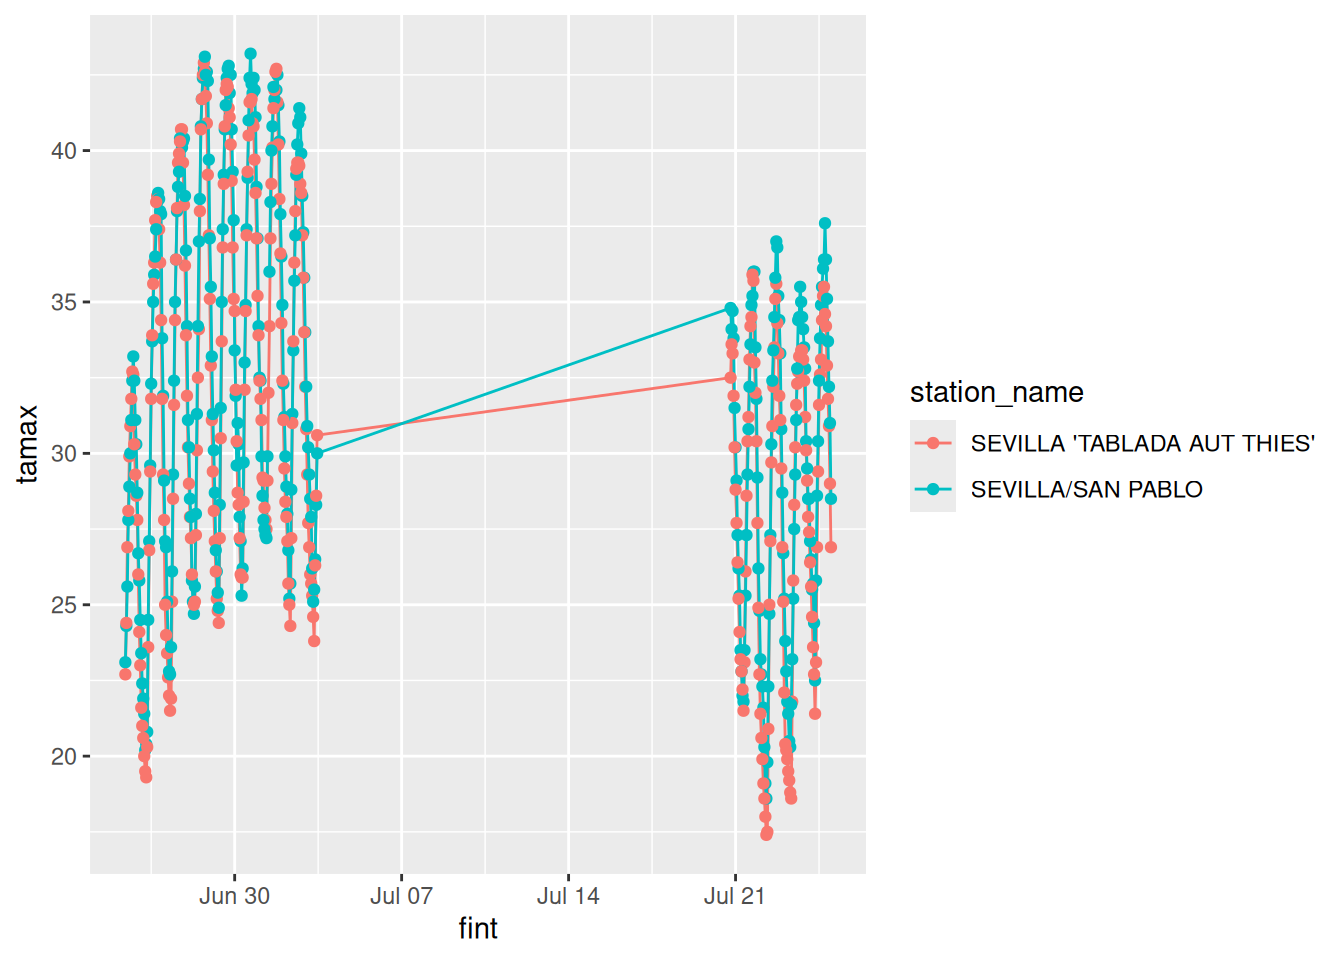 40
35
30
25
20
tamax
Jun 30
Jul 07
Jul 14
Jul 21
fint
station_name
SEVILLA 'TABLADA AUT THIES'
SEVILLA/SAN PABLO